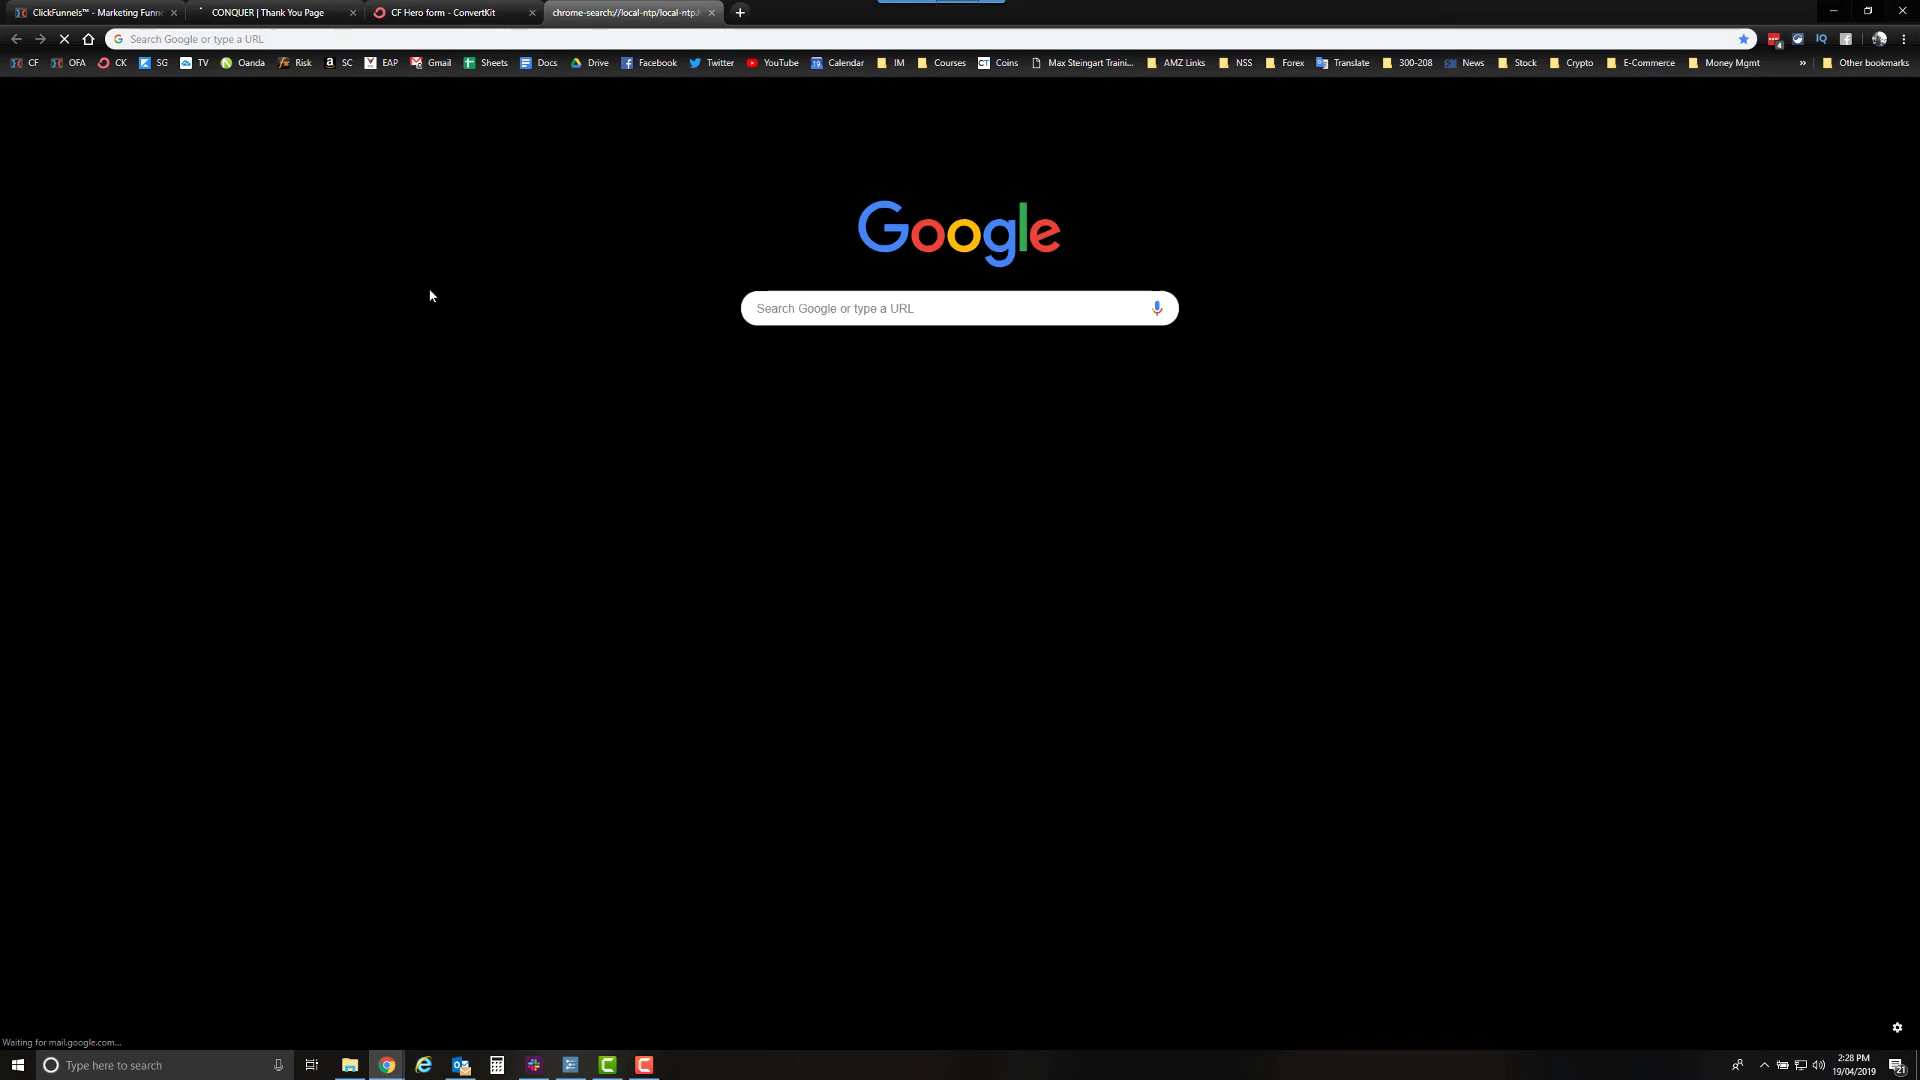 ClickFunnels™ - Marketing Funn
CONQUER | Thank You Page
CF Hero form - ConvertKit
chrome-search://local-ntp/local-ntp.h
Search Google or type a URL
4
IQ
CF
OFA
CK
SG
TV
Oanda
Risk
SC
EAP
Gmail
Sheets
Docs
Drive
Facebook
Twitter
YouTube
Calendar
IM
Courses
CT Coins
Max Steingart Traini...
AMZ Links
NSS
Forex
Translate
300-208
News
Stock
Crypto
E-Commerce
Money Mgmt
»
Other bookmarks
Google
Search Google or type a URL
Waiting for mail.google.com...
Type here to search
2:28 PM
19/04/2019
21